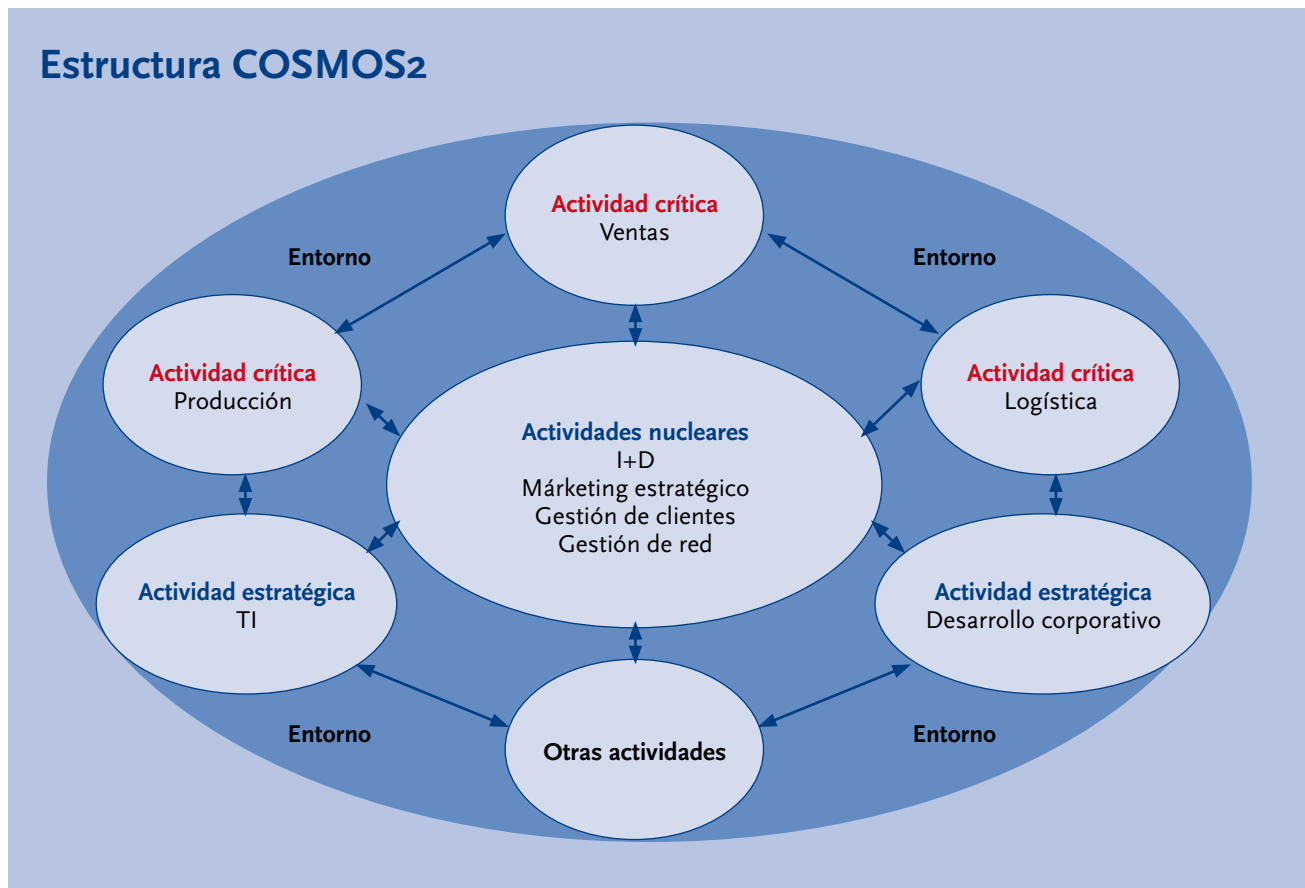 Estructura COSMOS2
Actividad crítica
Ventas
Entorno
Entorno
Actividad crítica
Producción
Actividad crítica
Logística
Actividades nucleares
I+D
Márketing estratégico
Gestión de clientes
Gestión de red
Actividad estratégica
TI
Actividad estratégica
Desarrollo corporativo
Entorno
Entorno
Otras actividades